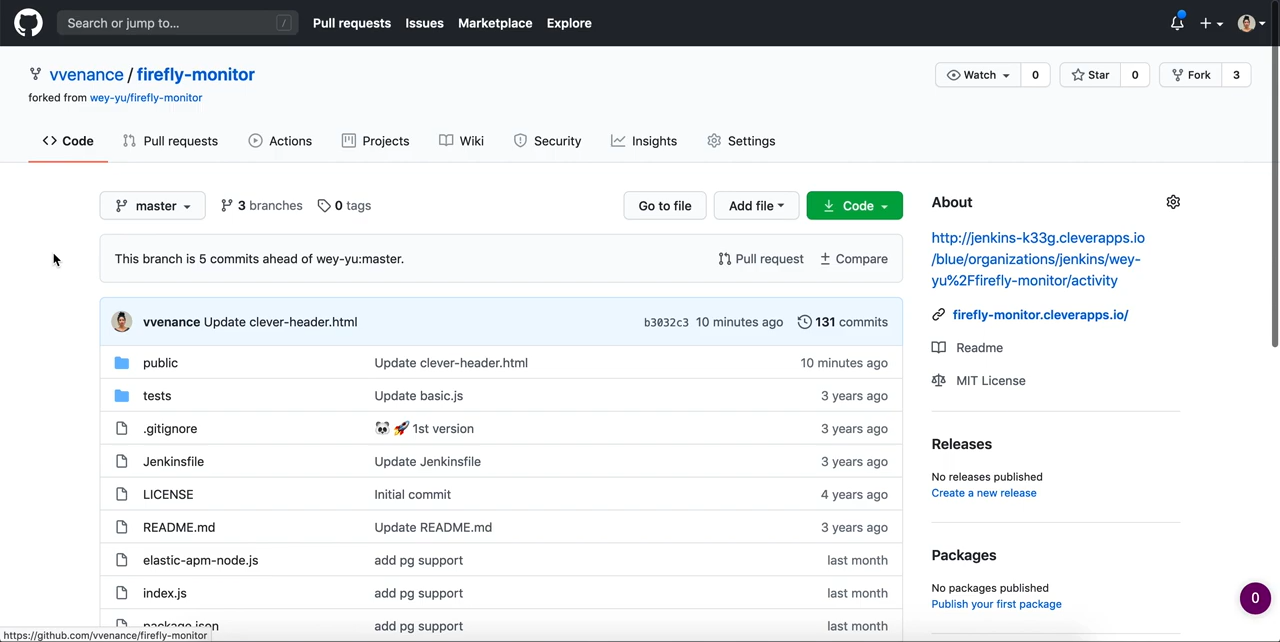 Search or jump to... /
Pull requests Issues Marketplace Explore
vvenance / firefly-monitor
forked from wey-yu/firefly-monitor
Watch 0 Star 0 Fork 3
Code Pull requests Actions Projects Wiki Security Insights Settings
master 3 branches 0 tags Go to file Add file Code
This branch is 5 commits ahead of wey-yu:master. Pull request Compare
vvenance Update clever-header.html b3032c3 10 minutes ago 131 commits
public Update clever-header.html 10 minutes ago
tests Update basic.js 3 years ago
.gitignore 🐼 🚀 1st version 3 years ago
Jenkinsfile Update Jenkinsfile 3 years ago
LICENSE Initial commit 4 years ago
README.md Update README.md 3 years ago
elastic-apm-node.js add pg support last month
index.js add pg support last month
package.json add pg support last month
About
http://jenkins-k33g.cleverapps.io
/blue/organizations/jenkins/wey-
yu%2Ffirefly-monitor/activity
firefly-monitor.cleverapps.io/
Readme
MIT License
Releases
No releases published
Create a new release
Packages
No packages published
Publish your first package
0
https://github.com/vvenance/firefly-monitor